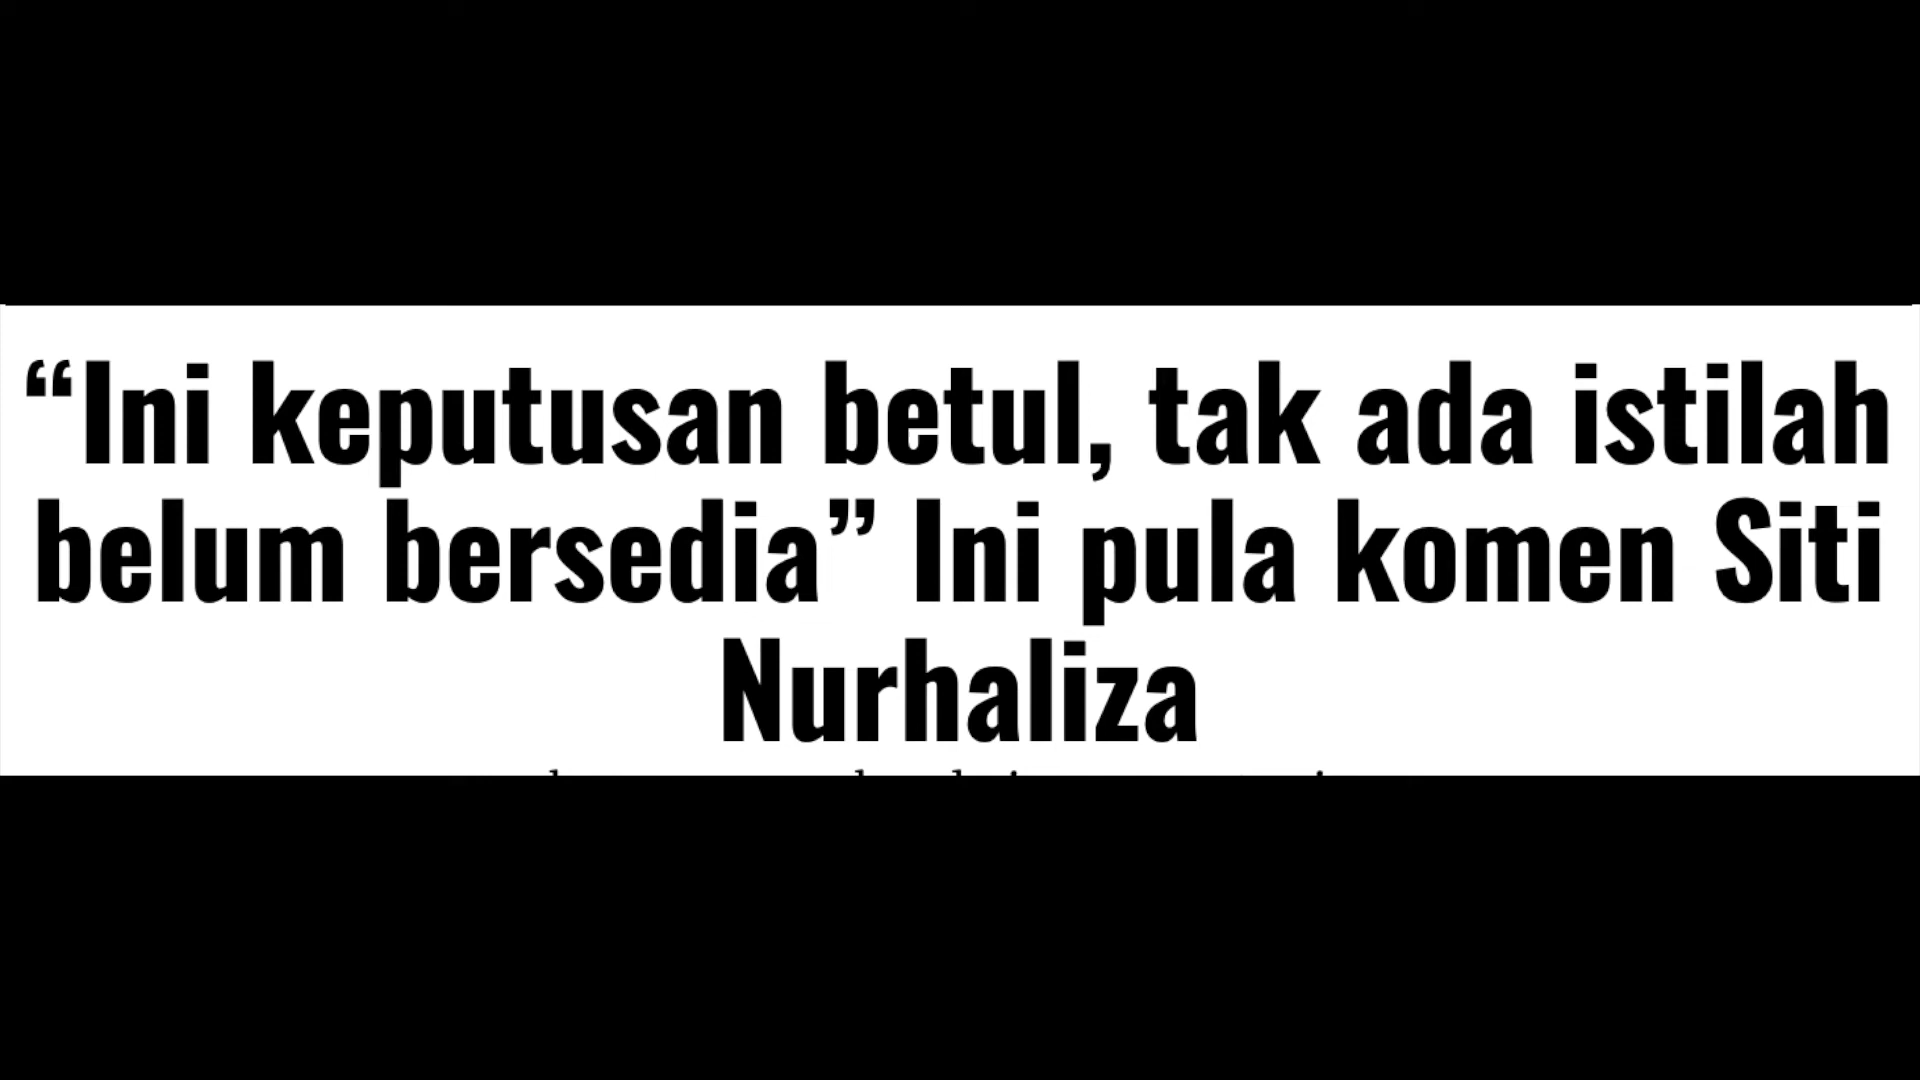 “Ini keputusan betul, tak ada istilah
belum bersedia” Ini pula komen Siti
Nurhaliza